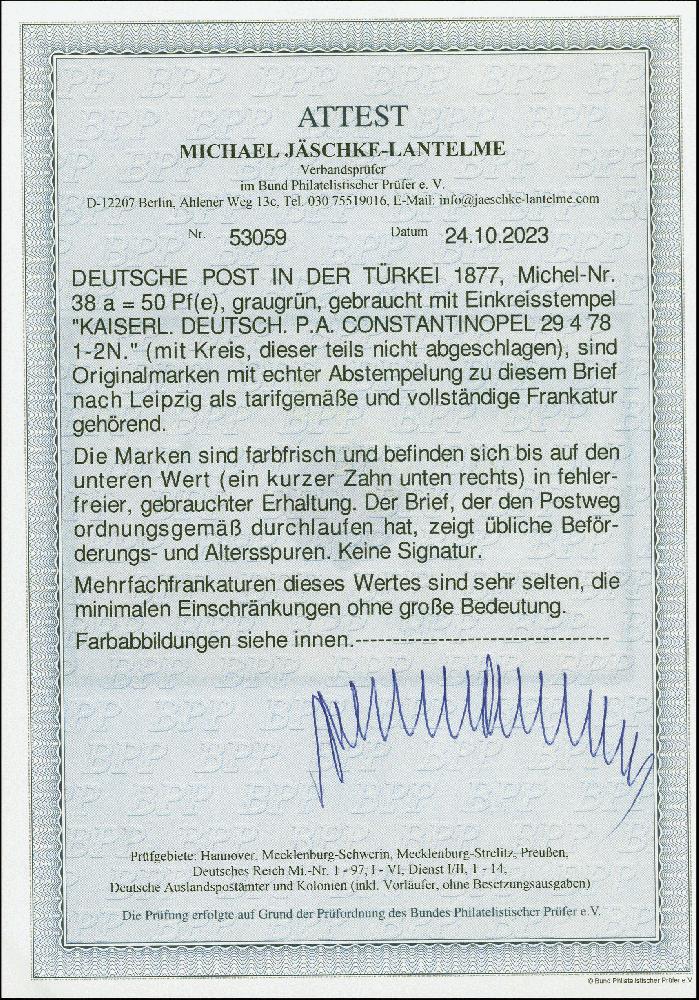 ATTEST
MICHAEL JÄSCHKE-LANTELME
Verbandsprüfer
im Bund Philatelistischer Prüfer e. V.
D-12207 Berlin, Ahlener Weg 13c, Tel. 030 75519016, E-Mail: info@jaeschke-lantelme.com
Nr. 53059 Datum 24.10.2023
DEUTSCHE POST IN DER TÜRKEI 1877, Michel-Nr.
38 a = 50 Pf(e), graugrün, gebraucht mit Einkreisstempel
"KAISERL. DEUTSCH. P.A. CONSTANTINOPEL 29 4 78
1-2N." (mit Kreis, dieser teils nicht abgeschlagen), sind
Originalmarken mit echter Abstempelung zu diesem Brief
nach Leipzig als tarifgemäße und vollständige Frankatur
gehörend.
Die Marken sind farbfrisch und befinden sich bis auf den
unteren Wert (ein kurzer Zahn unten rechts) in fehler-
freier, gebrauchter Erhaltung. Der Brief, der den Postweg
ordnungsgemäß durchlaufen hat, zeigt übliche Beför-
derungs- und Altersspuren. Keine Signatur.
Mehrfachfrankaturen dieses Wertes sind sehr selten, die
minimalen Einschränkungen ohne große Bedeutung.
Farbabbildungen siehe innen.--------------------------------
Prüfgebiete: Hannover, Mecklenburg-Schwerin, Mecklenburg-Strelitz, Preußen,
Deutsches Reich Mi.-Nr. 1 - 97, I - VI, Dienst I/II, 1 - 14,
Deutsche Auslandspostämter und Kolonien (inkl. Vorläufer, ohne Besetzungsausgaben)
Die Prüfung erfolgte auf Grund der Prüfordnung des Bundes Philatelistischer Prüfer e.V.
© Bund Philatelistischer Prüfer e.V.